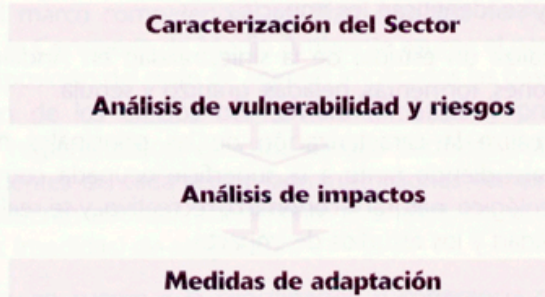 Caracterización del Sector
Análisis de vulnerabilidad y riesgos
Análisis de impactos
Medidas de adaptación